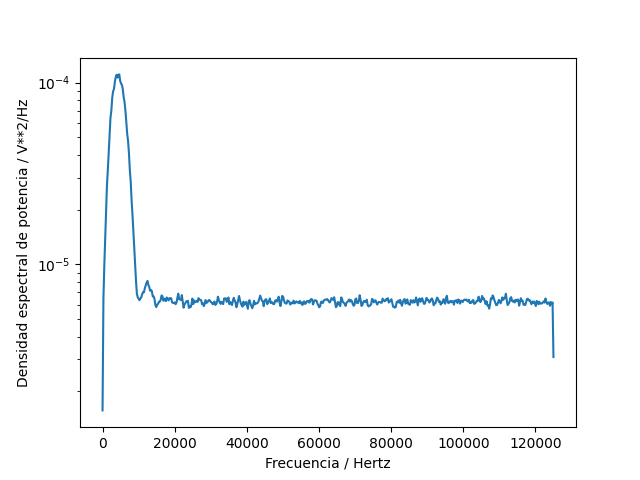 Densidad espectral de potencia / V**2/Hz
10⁻⁴
10⁻⁵
0 20000 40000 60000 80000 100000 120000
Frecuencia / Hertz